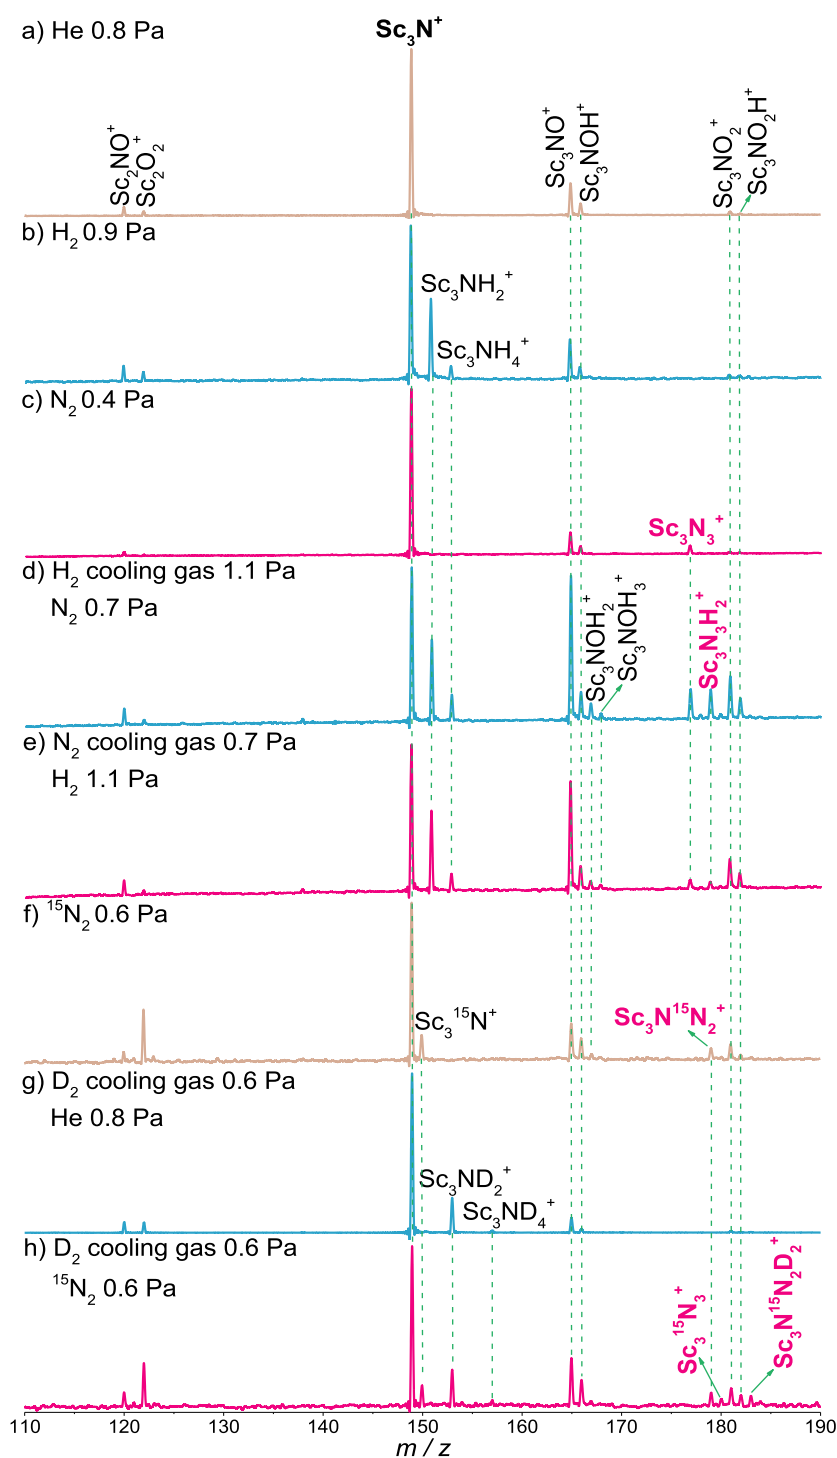 a) He 0.8 Pa
Sc₃N⁺
Sc₂NO⁺
Sc₂O₂⁺
Sc₃NO⁺
Sc₃NOH⁺
Sc₃NO₂⁺
Sc₃NO₂H⁺
b) H₂ 0.9 Pa
Sc₃NH₂⁺
Sc₃NH₄⁺
c) N₂ 0.4 Pa
Sc₃N₃⁺
d) H₂ cooling gas 1.1 Pa
N₂ 0.7 Pa
Sc₃NOH₂⁺
Sc₃NOH₃⁺
Sc₃N₃H₂⁺
e) N₂ cooling gas 0.7 Pa
H₂ 1.1 Pa
f) ¹⁵N₂ 0.6 Pa
Sc₃¹⁵N⁺
Sc₃N¹⁵N₂⁺
g) D₂ cooling gas 0.6 Pa
He 0.8 Pa
Sc₃ND₂⁺
Sc₃ND₄⁺
h) D₂ cooling gas 0.6 Pa
¹⁵N₂ 0.6 Pa
Sc₃¹⁵N₃⁺
Sc₃N¹⁵N₂D₂⁺
110 120 130 140 150 160 170 180 190
m / z